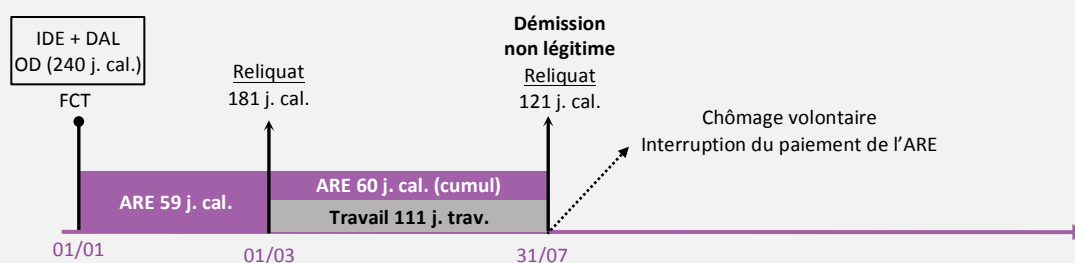 IDE + DAL
OD (240 j. cal.)
FCT
Reliquat
181 j. cal.
Démission
non légitime
Reliquat
121 j. cal.
Chômage volontaire
Interruption du paiement de l’ARE
ARE 59 j. cal.
ARE 60 j. cal. (cumul)
Travail 111 j. trav.
01/01
01/03
31/07